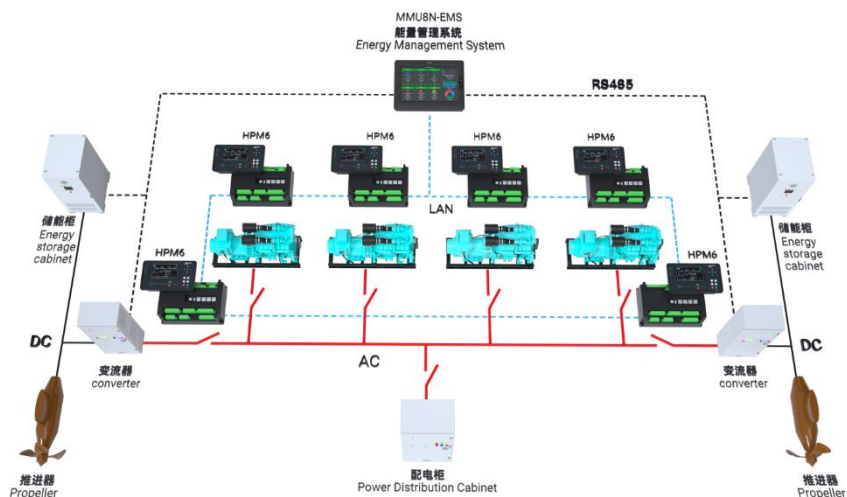 MMU8N-EMS
能量管理系统
Energy Management System
RS485
HPM6
HPM6
HPM6
HPM6
LAN
储能柜
Energy
storage
cabinet
储能柜
Energy
storage
cabinet
HPM6
HPM6
DC
变流器
converter
AC
变流器
converter
DC
推进器
Propeller
配电柜
Power Distribution Cabinet
推进器
Propeller